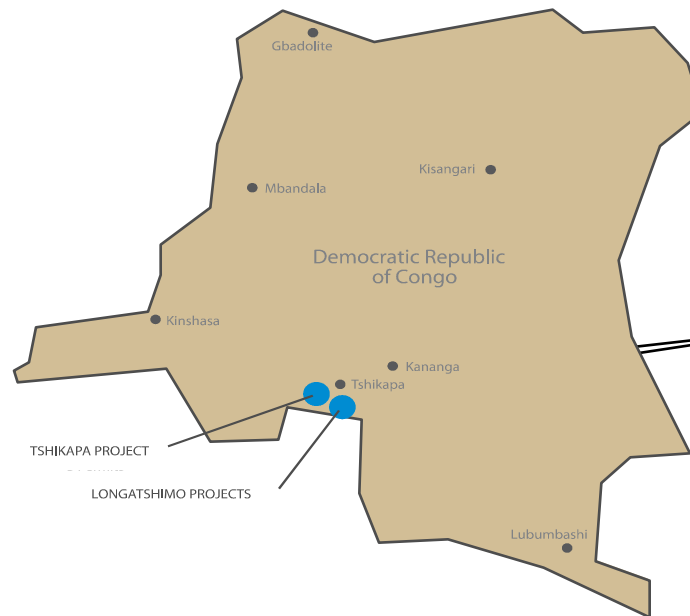 Gbadolite
Kisangari
Mbandala
Democratic Republic
of Congo
Kinshasa
Kananga
Tshikapa
TSHIKAPA PROJECT
LONGATSHIMO PROJECTS
Lubumbashi